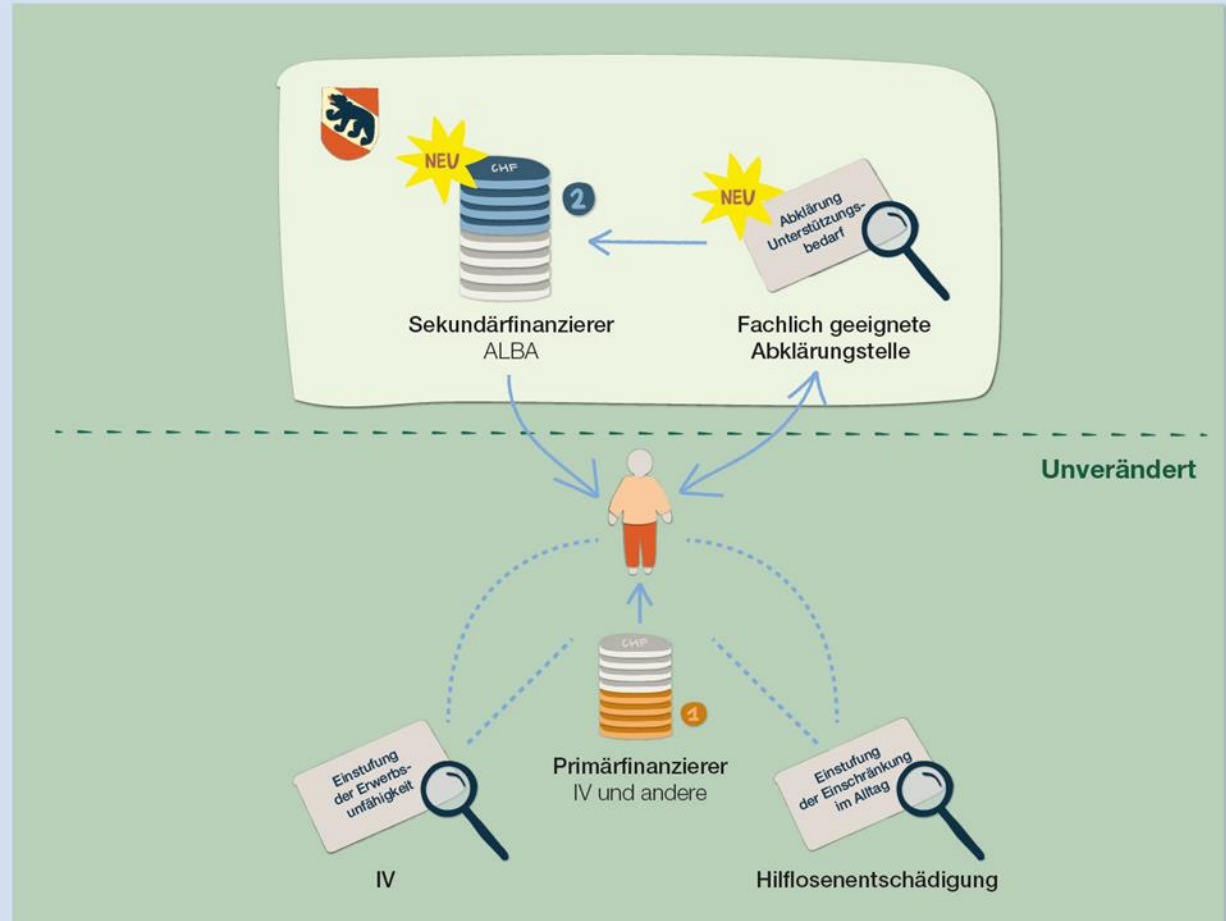 NEU
CHF
2
NEU
Abklärung
Unterstützungs-
bedarf
Sekundärfinanzierer
ALBA
Fachlich geeignete
Abklärungstelle
Unverändert
CHF
1
Primärfinanzierer
IV und andere
Einstufung
der Erwerbs-
unfähigkeit
IV
Einstufung
der Einschränkung
im Alltag
Hilflosenentschädigung